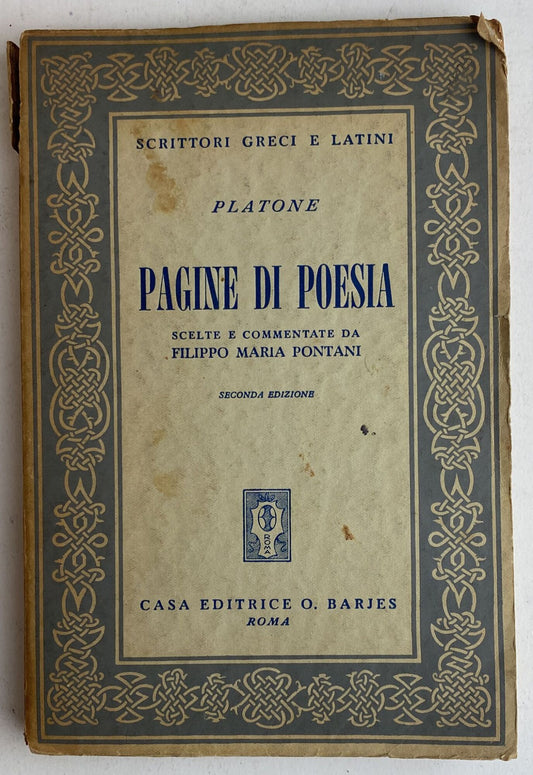 SCRITTORI GRECI E LATINI
PLATONE
PAGINE DI POESIA
SCELTE E COMMENTATE DA
FILIPPO MARIA PONTANI
SECONDA EDIZIONE
ROMA
CASA EDITRICE O. BARJES
ROMA